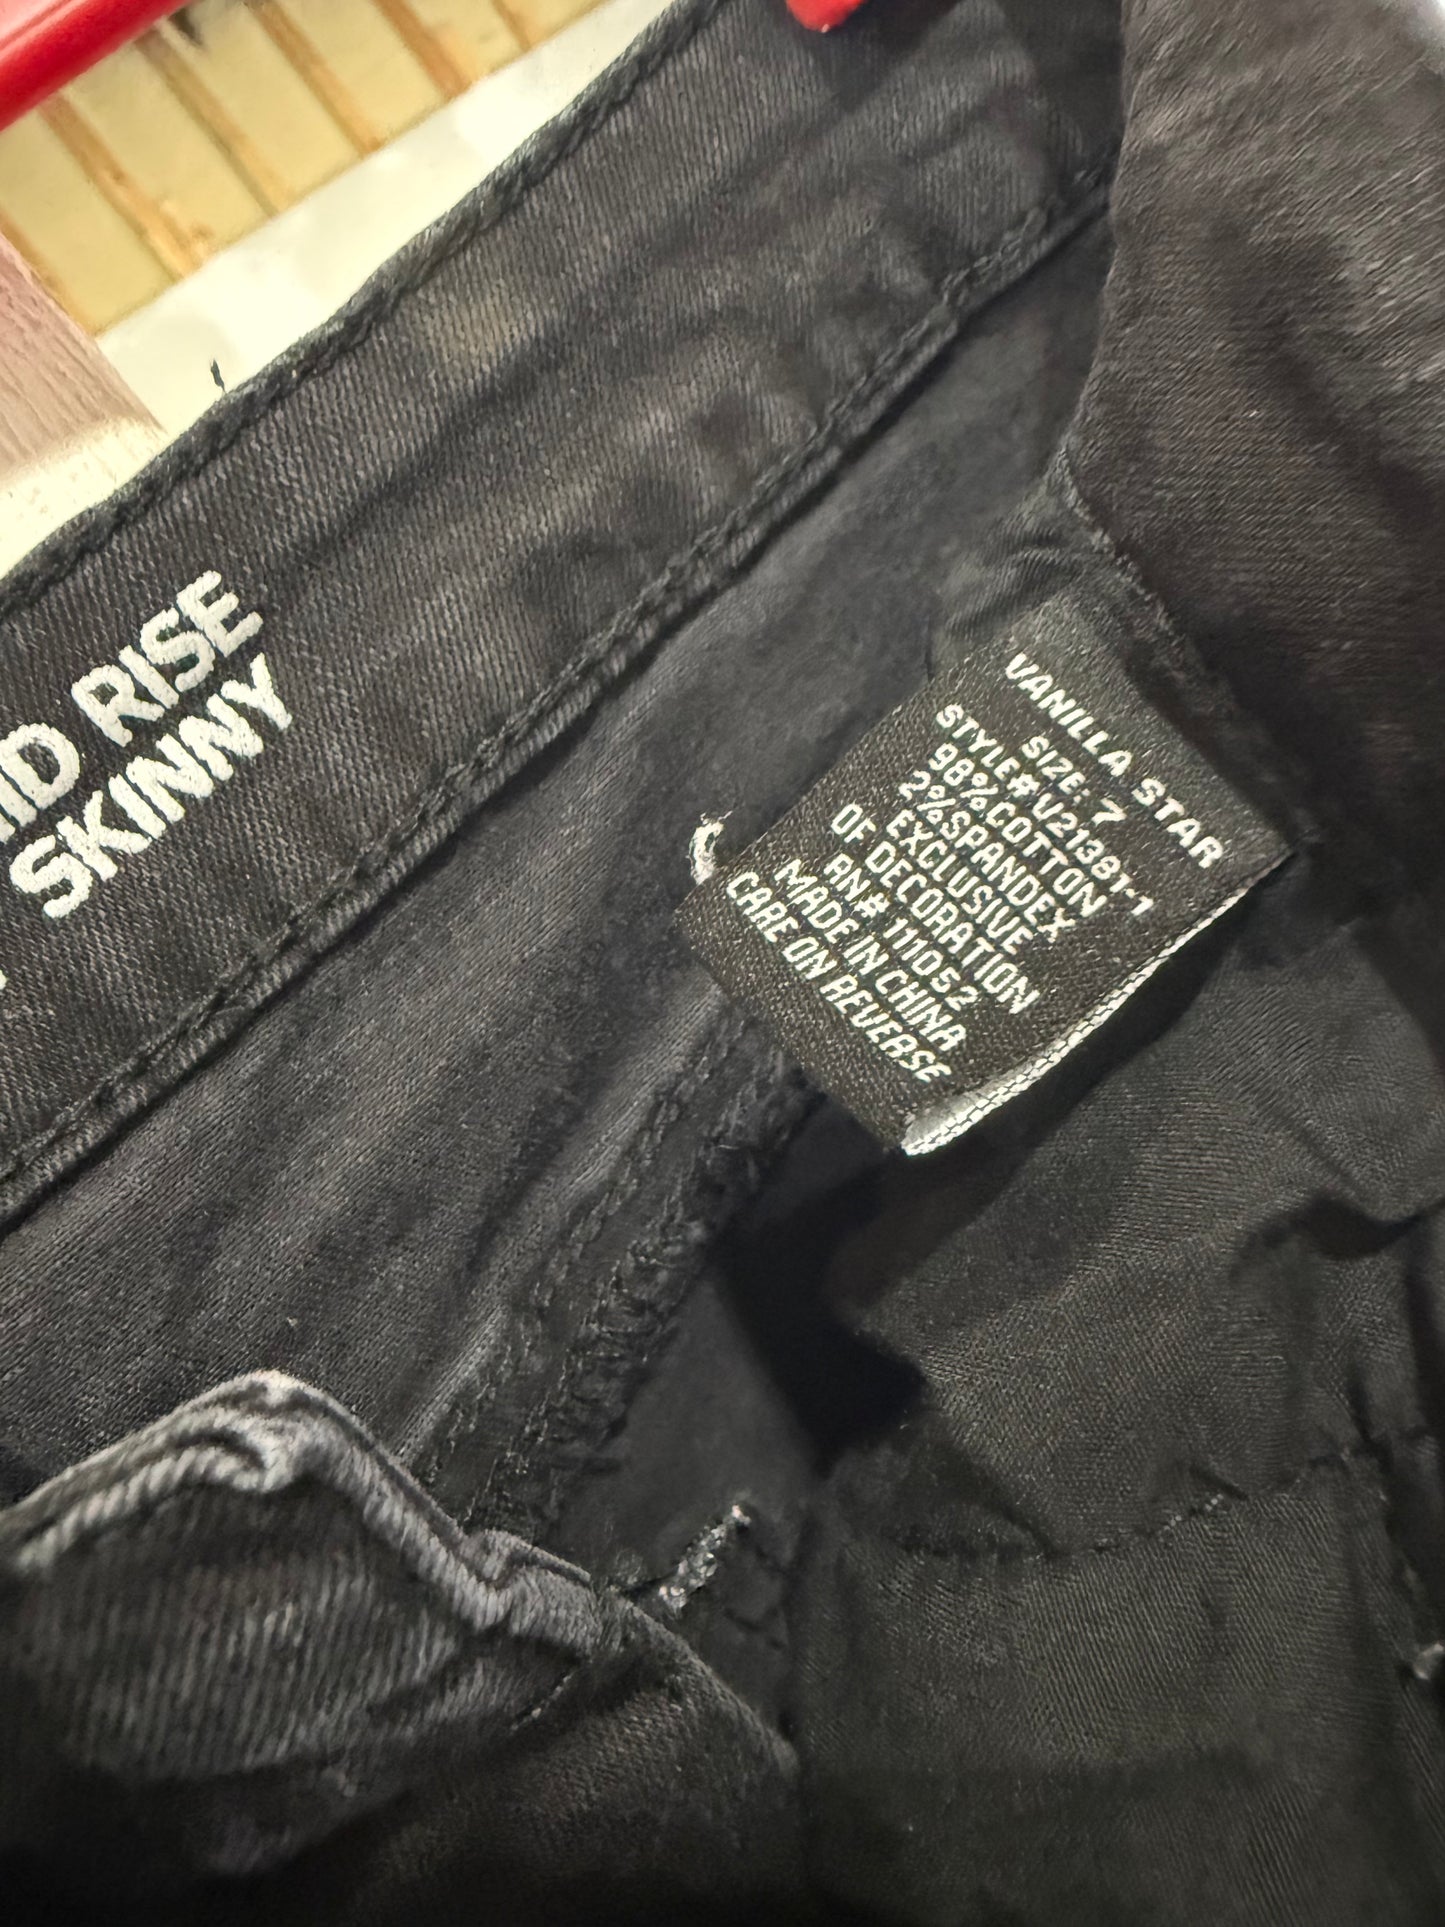 MID RISE
SKINNY
VANILLA STAR
SIZE: 7
STYLE#V21381-1
98%COTTON
2%SPANDEX
EXCLUSIVE
OF DECORATION
RN# 111052
MADE IN CHINA
CARE ON REVERSE